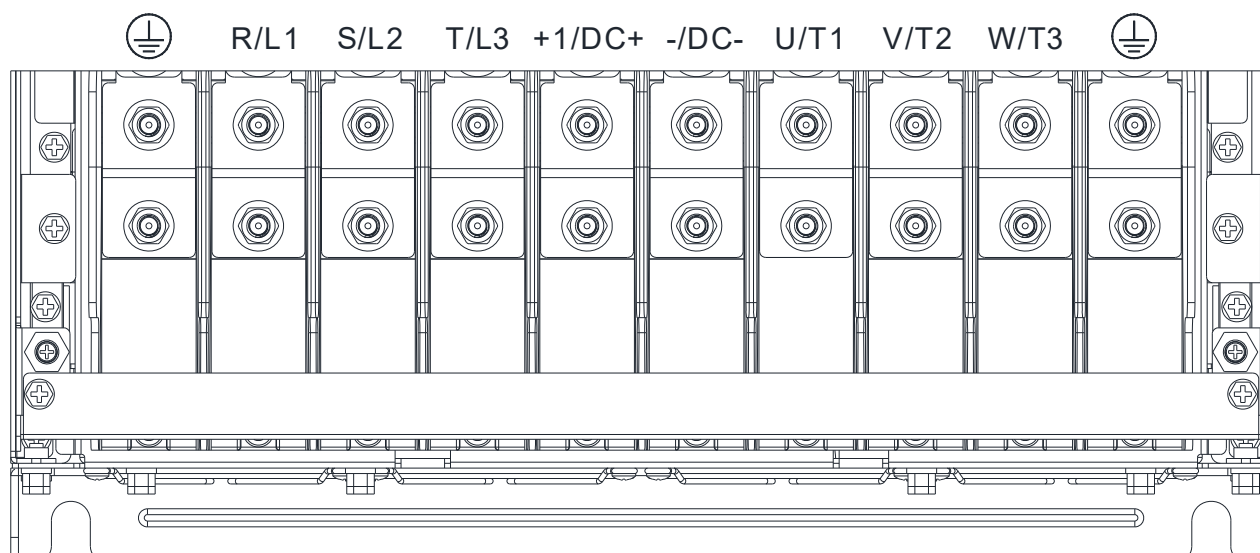 R/L1 S/L2 T/L3 +1/DC+ -/DC- U/T1 V/T2 W/T3